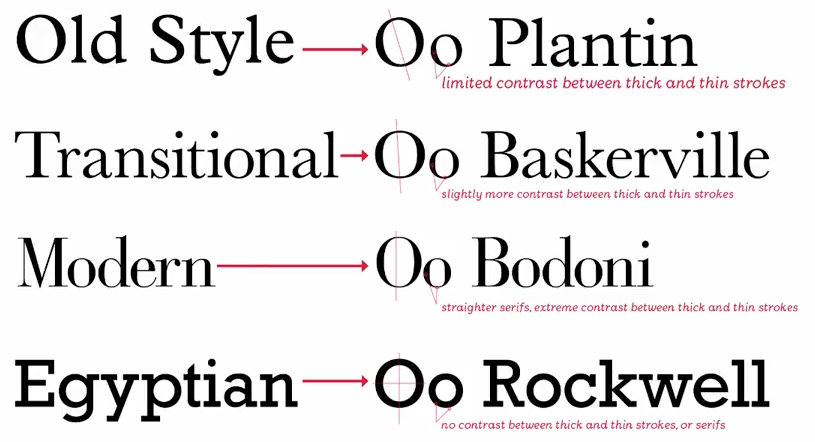 Old Style Oo Plantin
limited contrast between thick and thin strokes
Transitional Oo Baskerville
slightly more contrast between thick and thin strokes
Modern Oo Bodoni
straighter serifs, extreme contrast between thick and thin strokes
Egyptian Oo Rockwell
no contrast between thick and thin strokes, or serifs